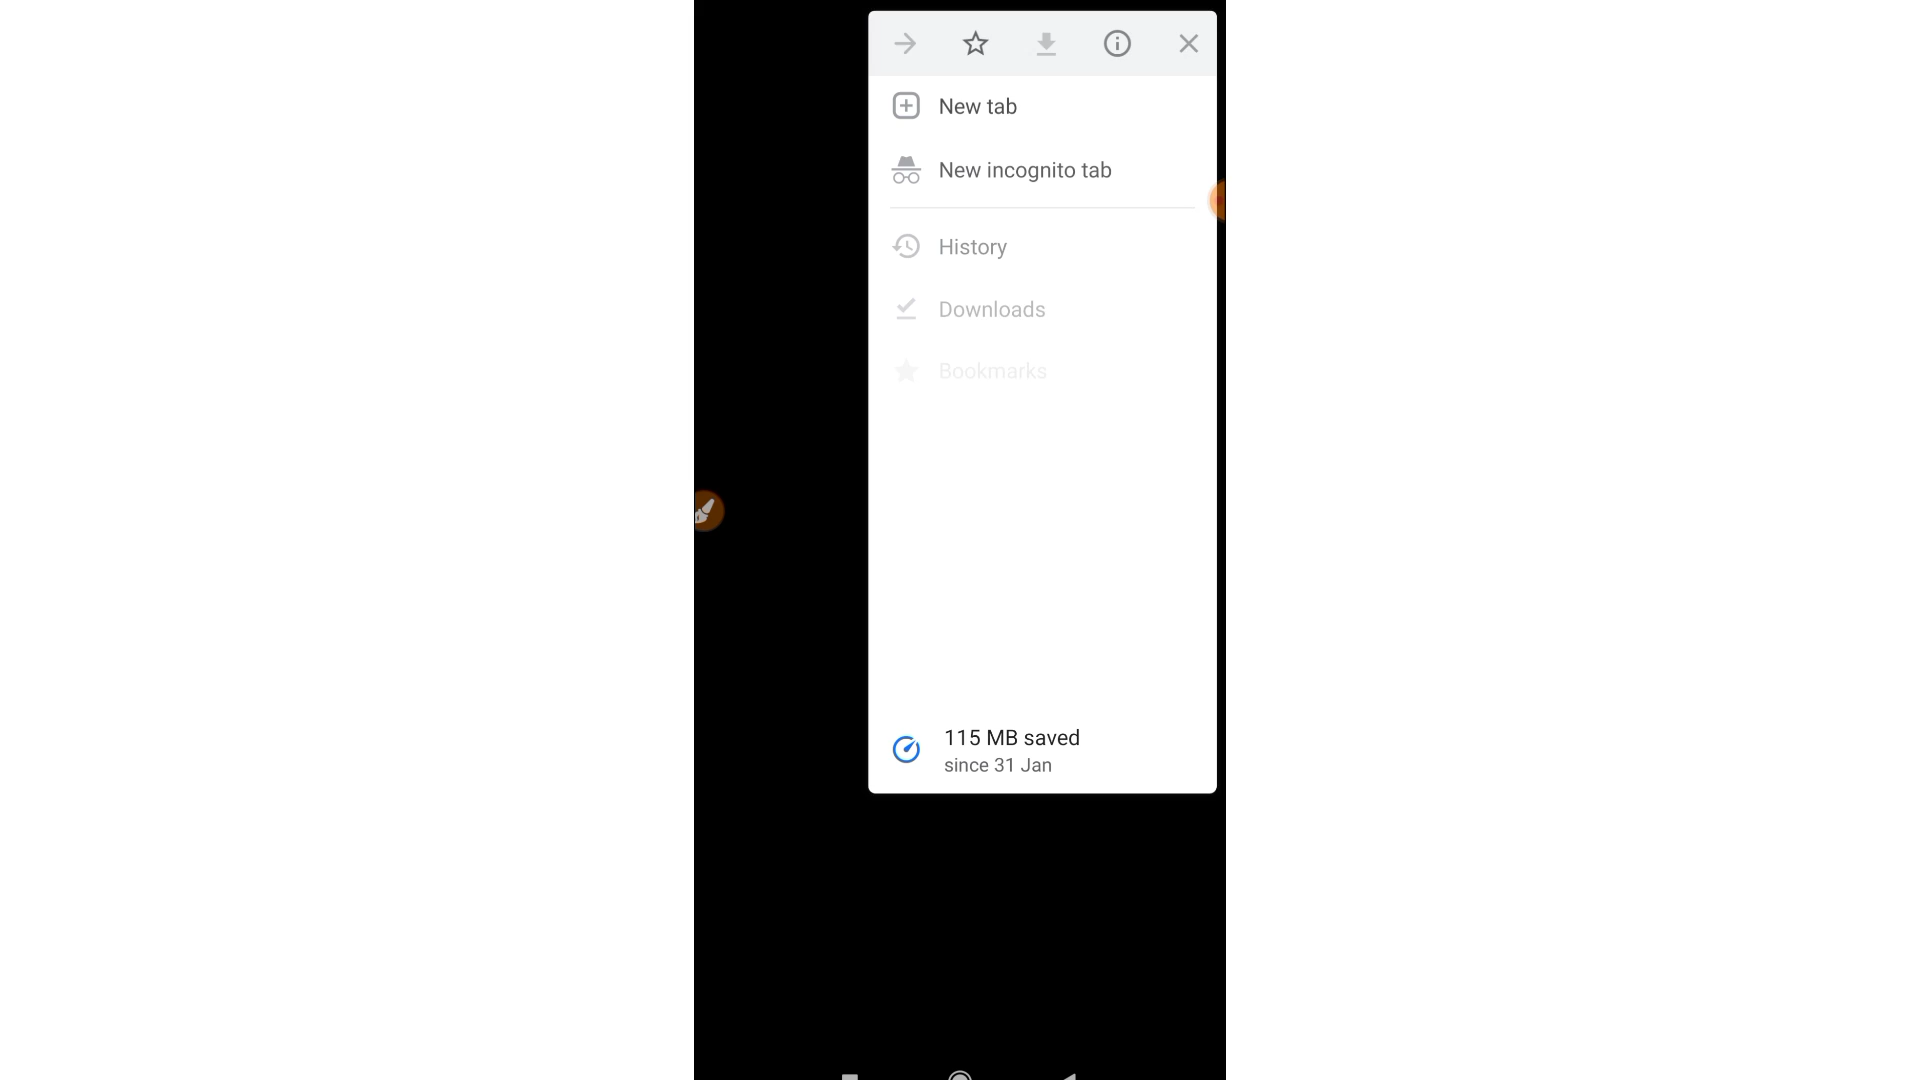 New tab
New incognito tab
History
Downloads
Bookmarks
115 MB saved
since 31 Jan